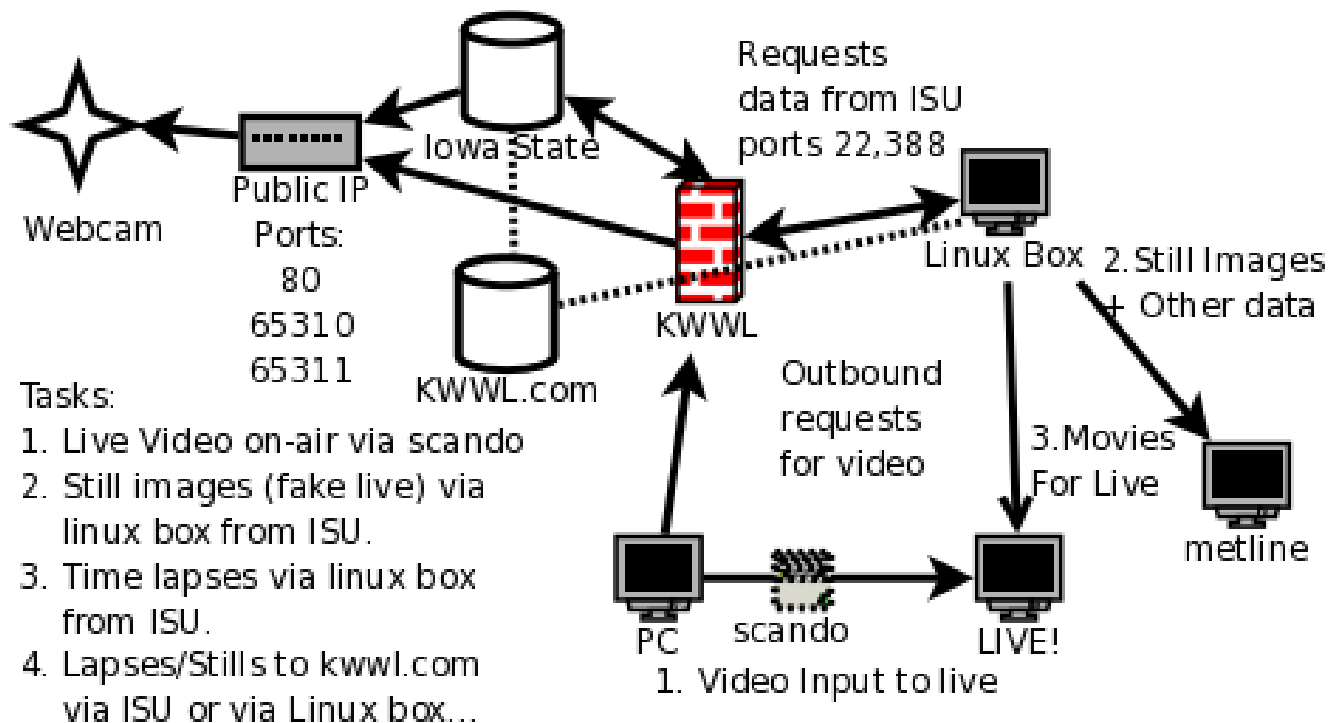 Requests
data from ISU
ports 22,388
Iowa State
Public IP
Ports:
80
65310
65311
Webcam
Linux Box
2.Still Images
+ Other data
KWWL
KWWL.com
Outbound
requests
for video
3.Movies
For Live
metline
Tasks:
1. Live Video on-air via scando
2. Still images (fake live) via
linux box from ISU.
3. Time lapses via linux box
from ISU.
4. Lapses/Stills to kwwl.com
via ISU or via Linux box...
PC
scando
LIVE!
1. Video Input to live